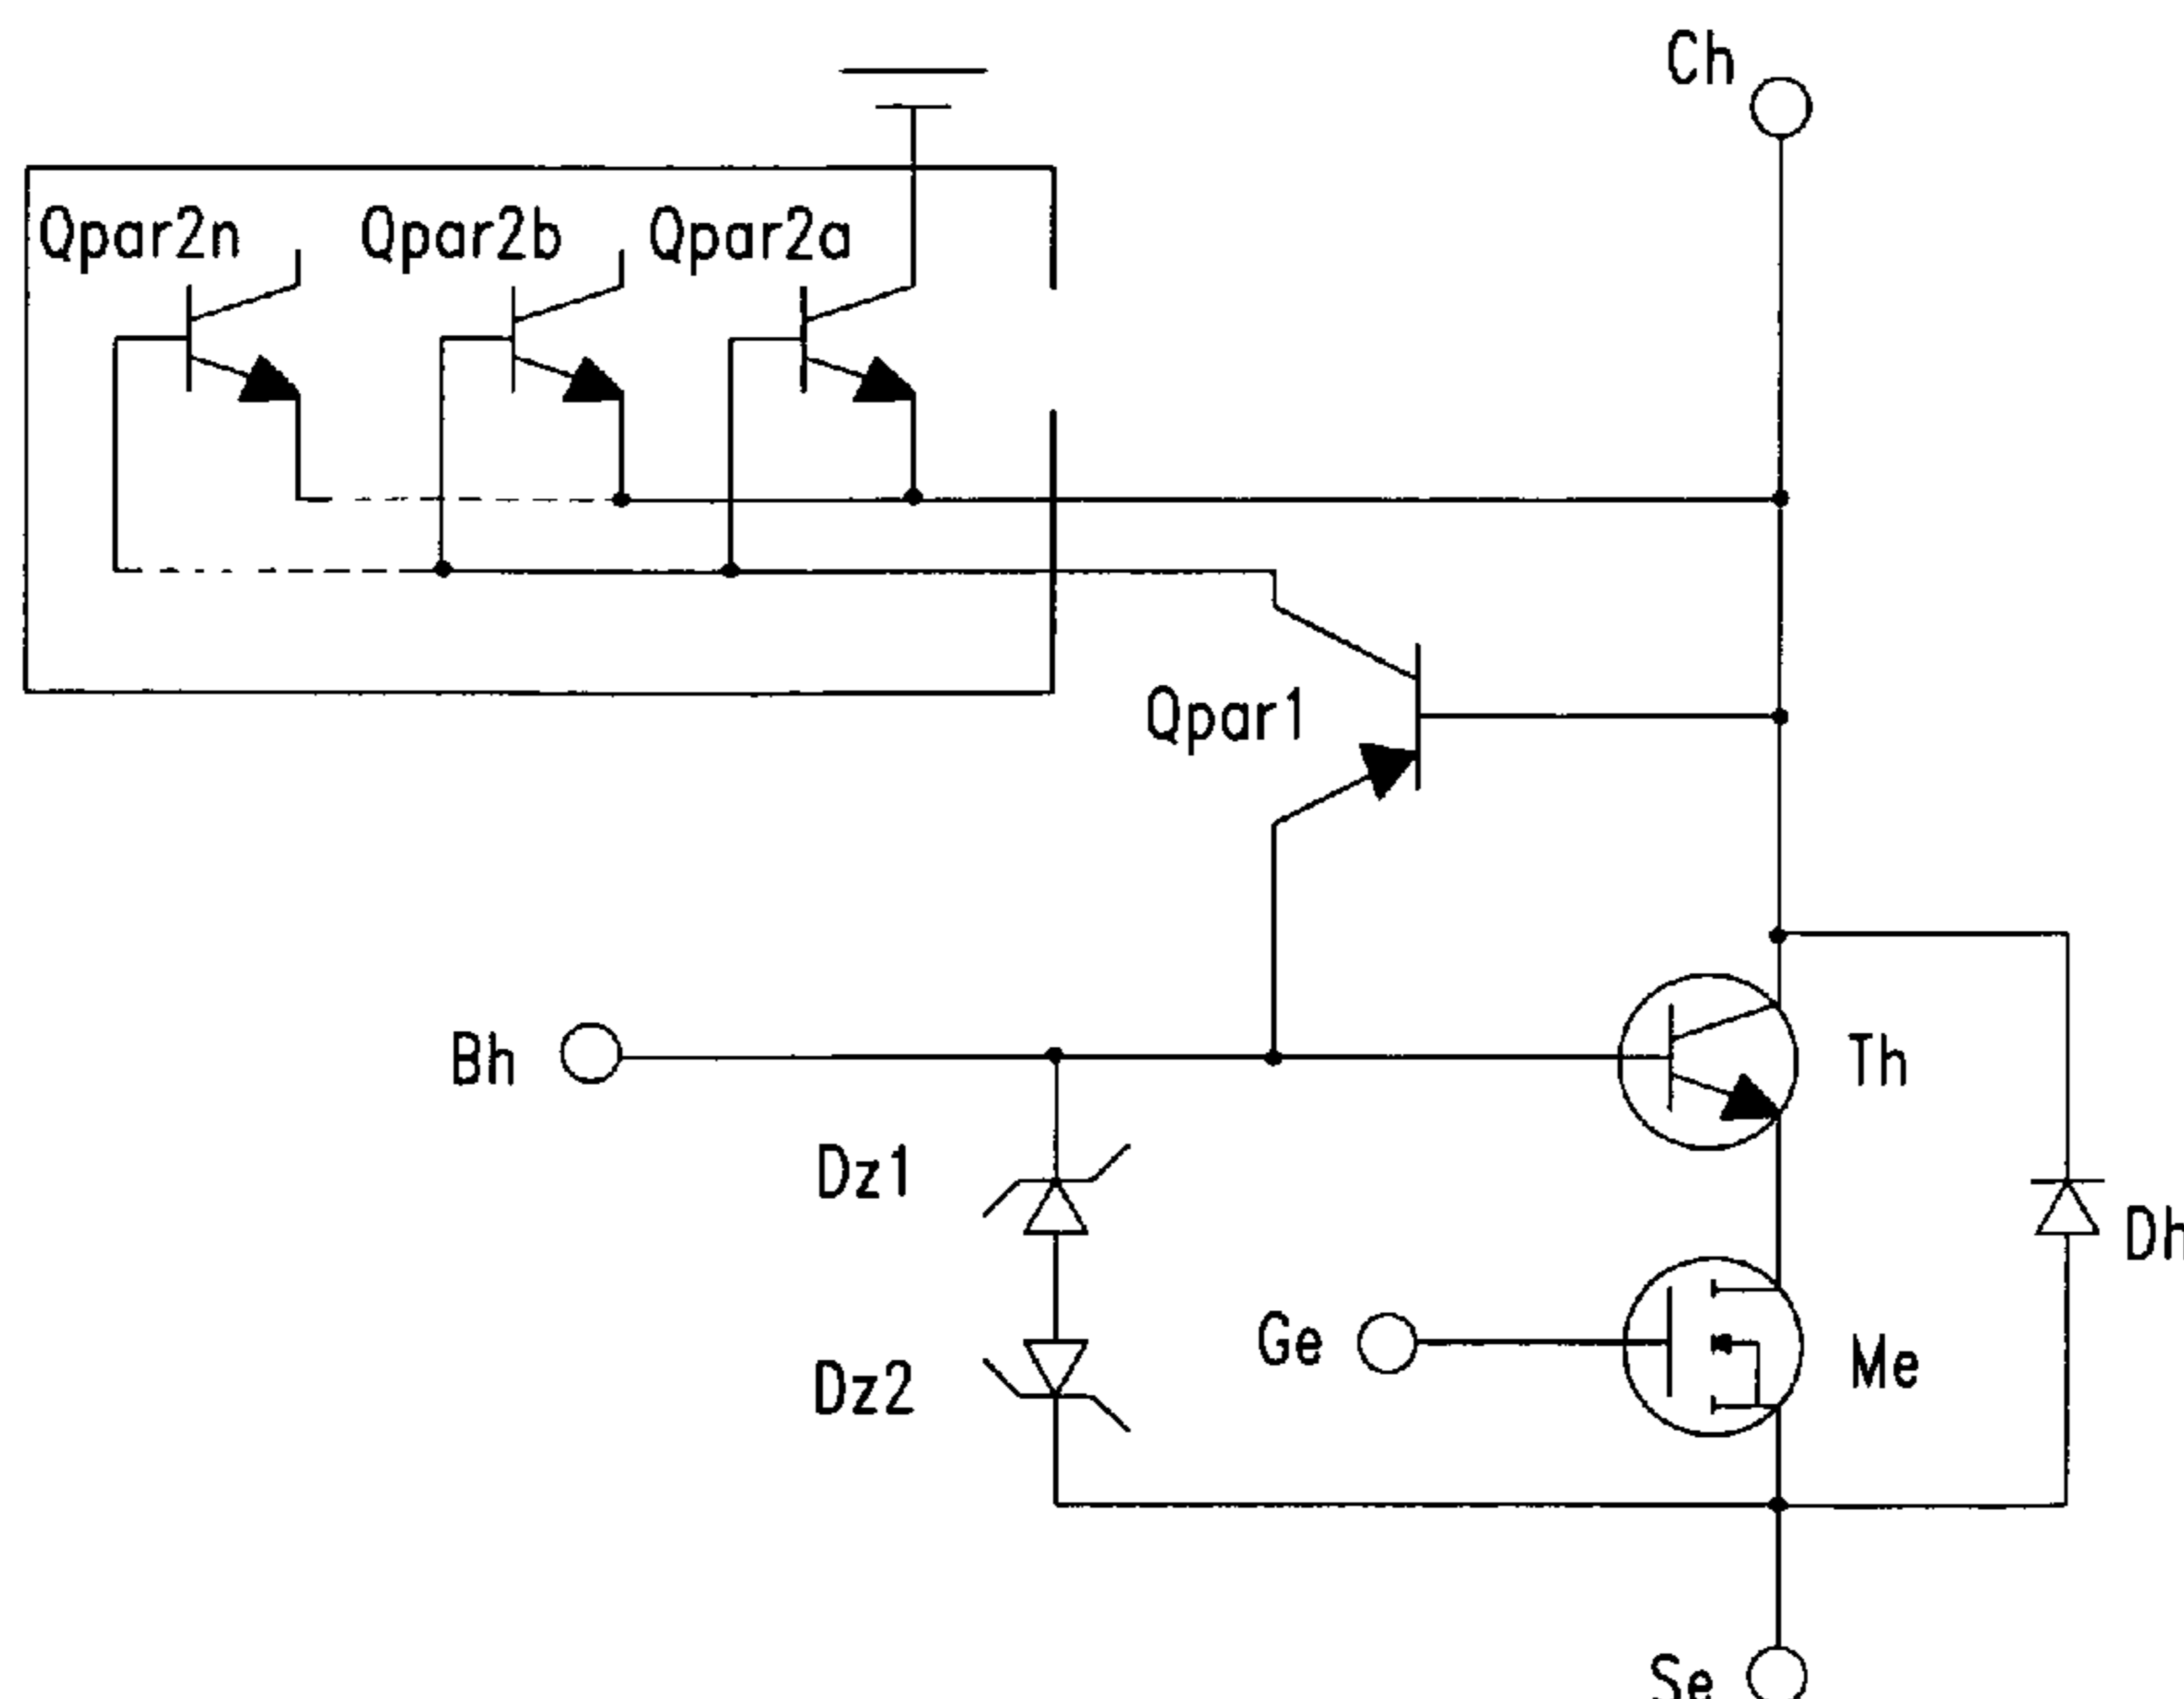 Ch
Qpar2n
Qpar2b
Qpar2a
Qpar1
Bh
Th
Dz1
Dh
Ge
Me
Dz2
Se